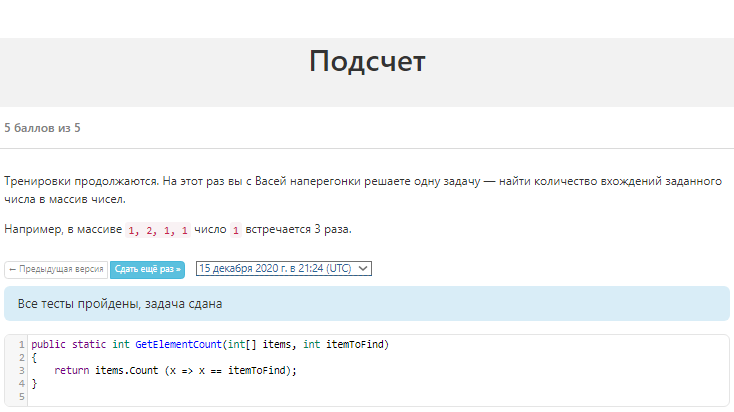 Подсчет
5 баллов из 5
Тренировки продолжаются. На этот раз вы с Васей наперегонки решаете одну задачу — найти количество вхождений заданного
числа в массив чисел.
Например, в массиве 1, 2, 1, 1 число 1 встречается 3 раза.
← Предыдущая версия Сдать ещё раз » 15 декабря 2020 г. в 21:24 (UTC)
Все тесты пройдены, задача сдана
1 public static int GetElementCount(int[] items, int itemToFind)
2 {
3     return items.Count (x => x == itemToFind);
4 }
5